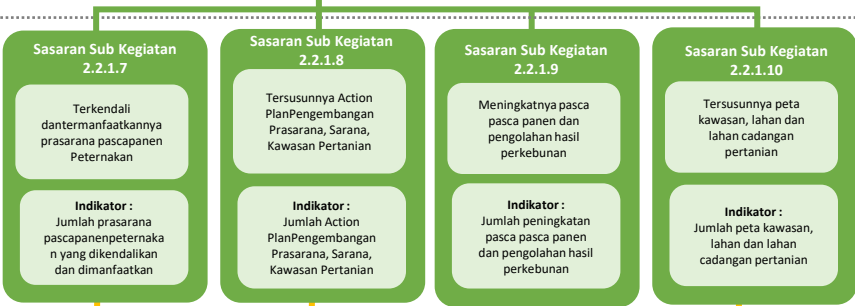 Sasaran Sub Kegiatan
2.2.1.7
Terkendali
dantermanfaatkannya
prasarana pascapanen
Peternakan
Indikator :
Jumlah prasarana
pascapanenpeternaka
n yang dikendalikan
dan dimanfaatkan
Sasaran Sub Kegiatan
2.2.1.8
Tersusunnya Action
PlanPengembangan
Prasarana, Sarana,
Kawasan Pertanian
Indikator :
Jumlah Action
PlanPengembangan
Prasarana, Sarana,
Kawasan Pertanian
Sasaran Sub Kegiatan
2.2.1.9
Meningkatnya pasca
pasca panen dan
pengolahan hasil
perkebunan
Indikator :
Jumlah peningkatan
pasca pasca panen
dan pengolahan hasil
perkebunan
Sasaran Sub Kegiatan
2.2.1.10
Tersusunnya peta
kawasan, lahan dan
lahan cadangan
pertanian
Indikator :
Jumlah peta kawasan,
lahan dan lahan
cadangan pertanian